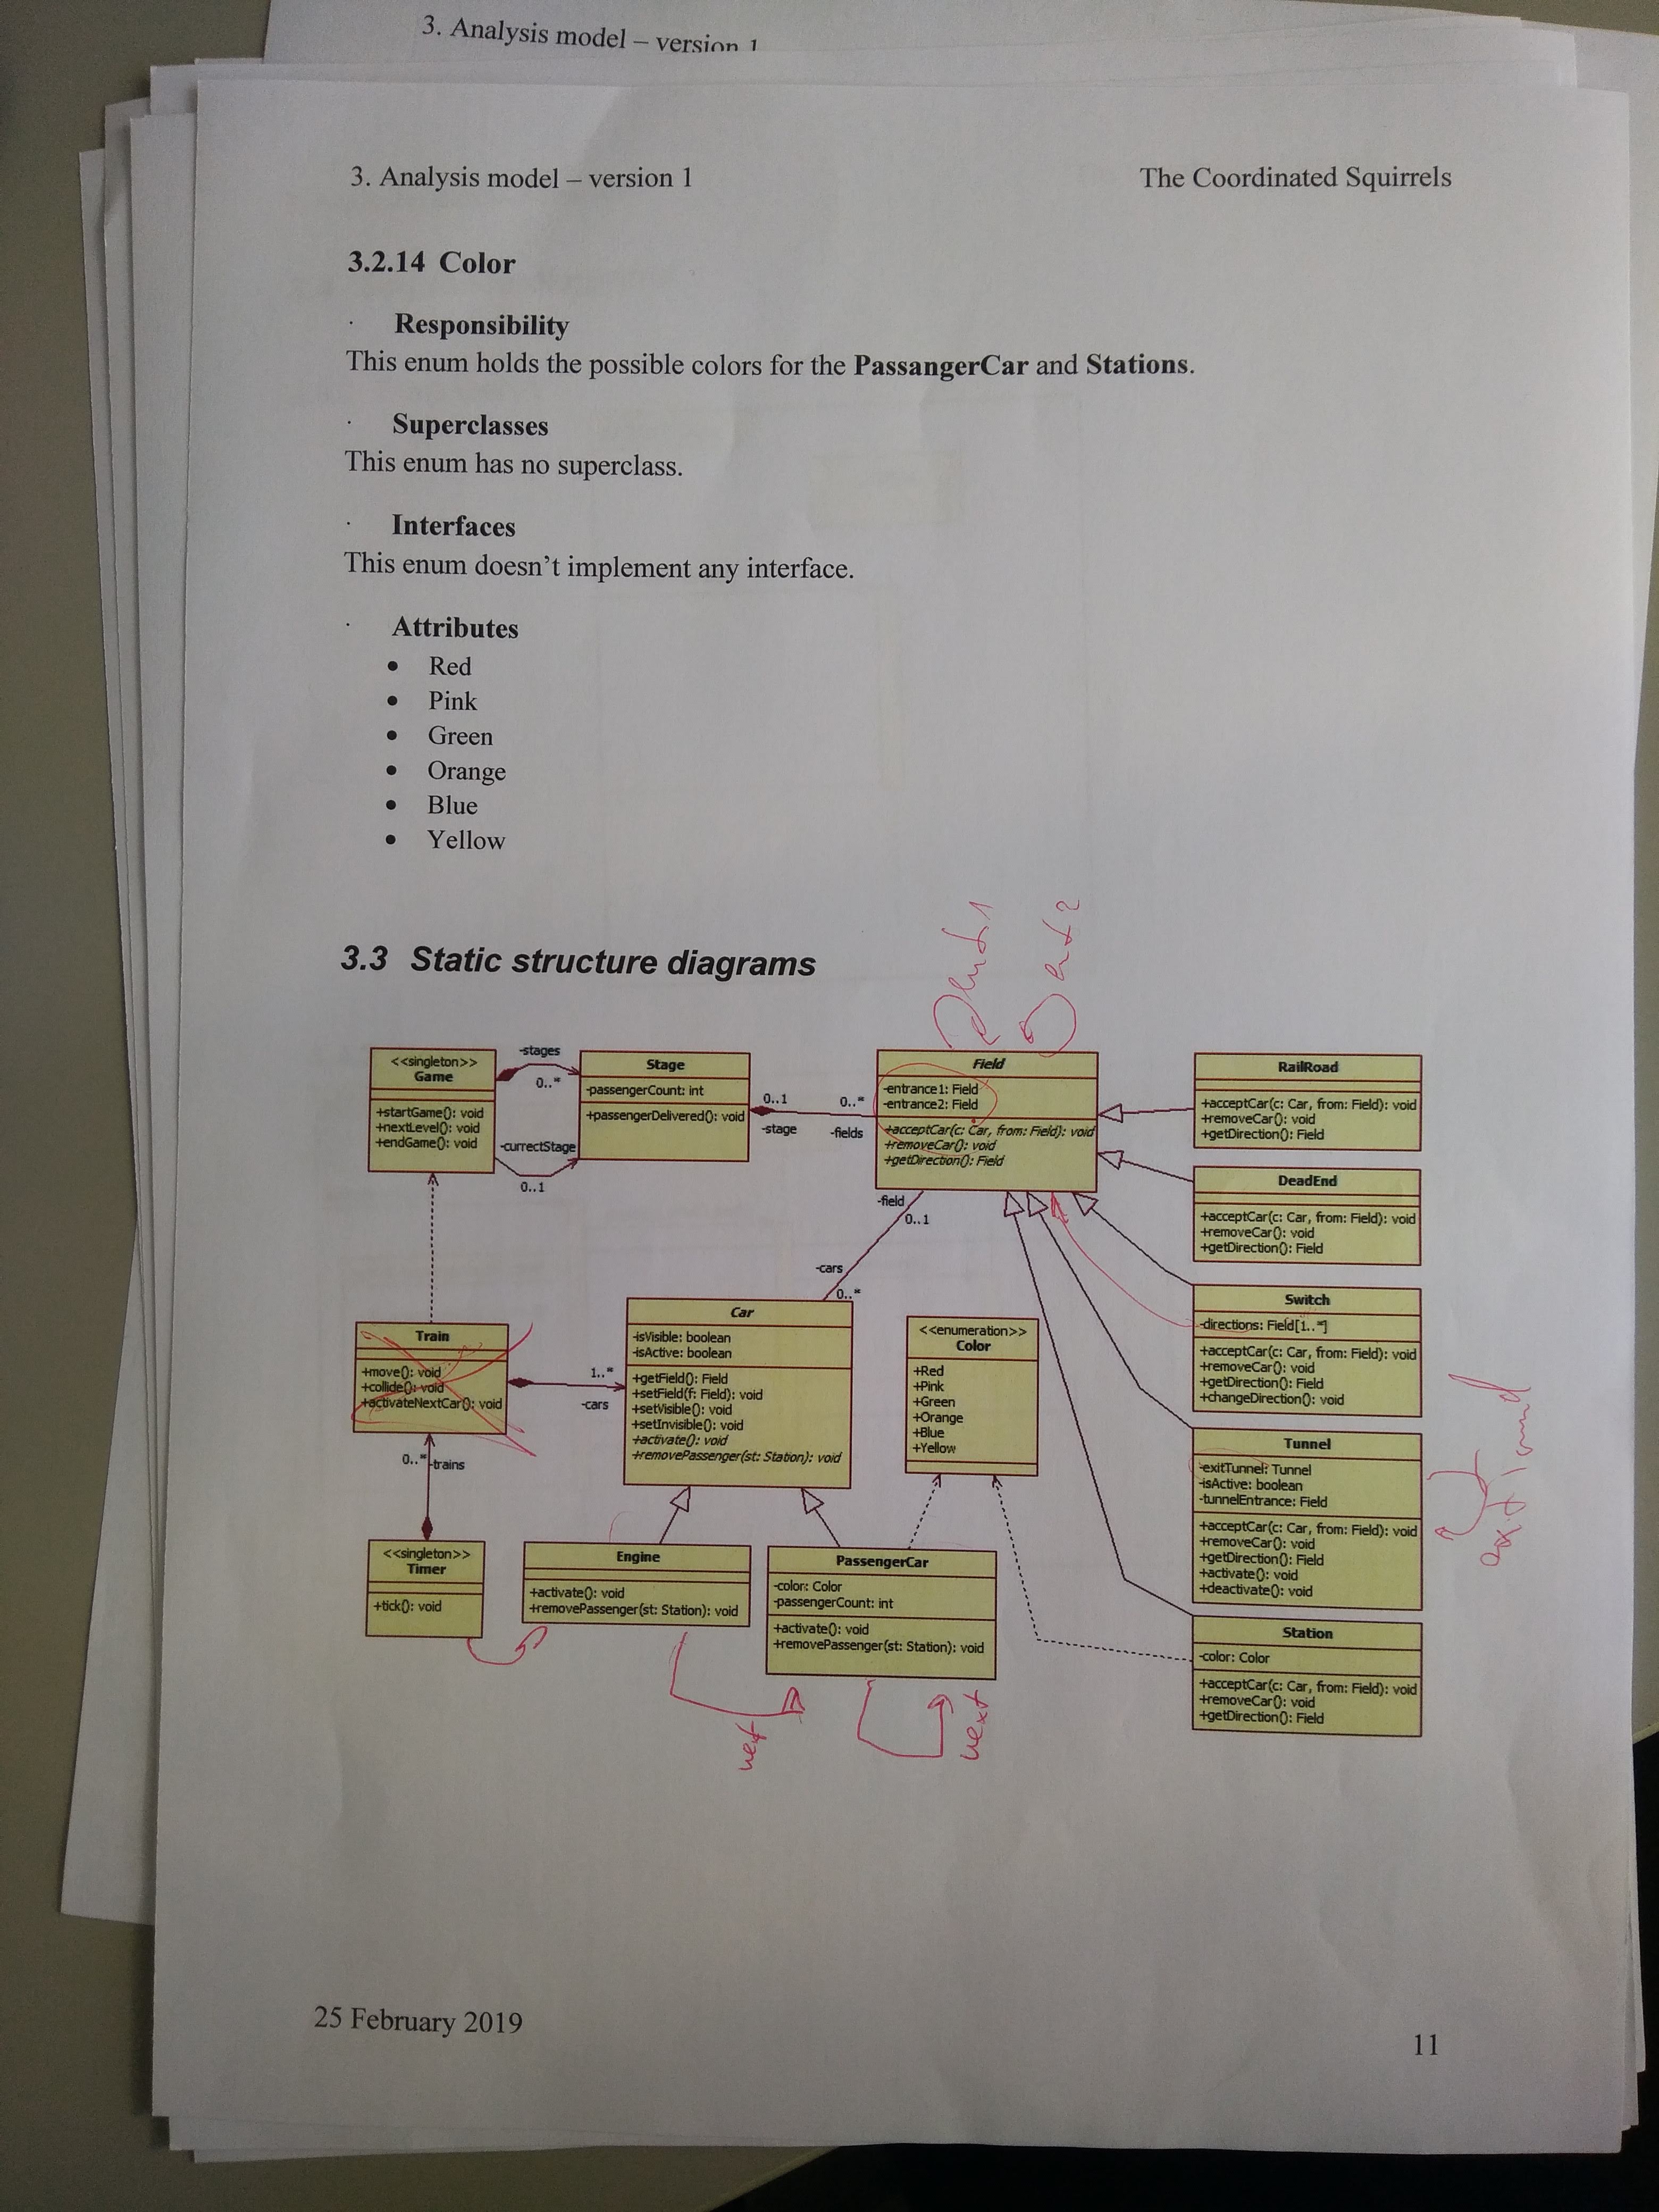 3. Analysis model – version 1
3. Analysis model – version 1
The Coordinated Squirrels
3.2.14 Color
· Responsibility
This enum holds the possible colors for the PassangerCar and Stations.
· Superclasses
This enum has no superclass.
· Interfaces
This enum doesn't implement any interface.
· Attributes
• Red
• Pink
• Green
• Orange
• Blue
• Yellow
3.3 Static structure diagrams
ent1
ent2
<<singleton>>
Game
+startGame(): void
+nextLevel(): void
+endGame(): void
-stages
0..*
-currectStage
0..1
Stage
-passengerCount: int
+passengerDelivered(): void
0..1
-stage
0..*
-fields
Field
-entrance1: Field
-entrance2: Field
+acceptCar(c: Car, from: Field): void
+removeCar(): void
+getDirection(): Field
RailRoad
+acceptCar(c: Car, from: Field): void
+removeCar(): void
+getDirection(): Field
DeadEnd
+acceptCar(c: Car, from: Field): void
+removeCar(): void
+getDirection(): Field
-field
0..1
-cars
0..*
Switch
-directions: Field[1..*]
+acceptCar(c: Car, from: Field): void
+removeCar(): void
+getDirection(): Field
+changeDirection(): void
Train
+move(): void
+collide(): void
+activateNextCar(): void
1..*
-cars
Car
-isVisible: boolean
-isActive: boolean
+getField(): Field
+setField(f: Field): void
+setVisible(): void
+setInvisible(): void
+activate(): void
+removePassenger(st: Station): void
<<enumeration>>
Color
+Red
+Pink
+Green
+Orange
+Blue
+Yellow
Tunnel
-exitTunnel: Tunnel
-isActive: boolean
-tunnelEntrance: Field
+acceptCar(c: Car, from: Field): void
+removeCar(): void
+getDirection(): Field
+activate(): void
+deactivate(): void
0..*
-trains
<<singleton>>
Timer
+tick(): void
Engine
+activate(): void
+removePassenger(st: Station): void
PassengerCar
-color: Color
-passengerCount: int
+activate(): void
+removePassenger(st: Station): void
Station
-color: Color
+acceptCar(c: Car, from: Field): void
+removeCar(): void
+getDirection(): Field
next
next
25 February 2019
11